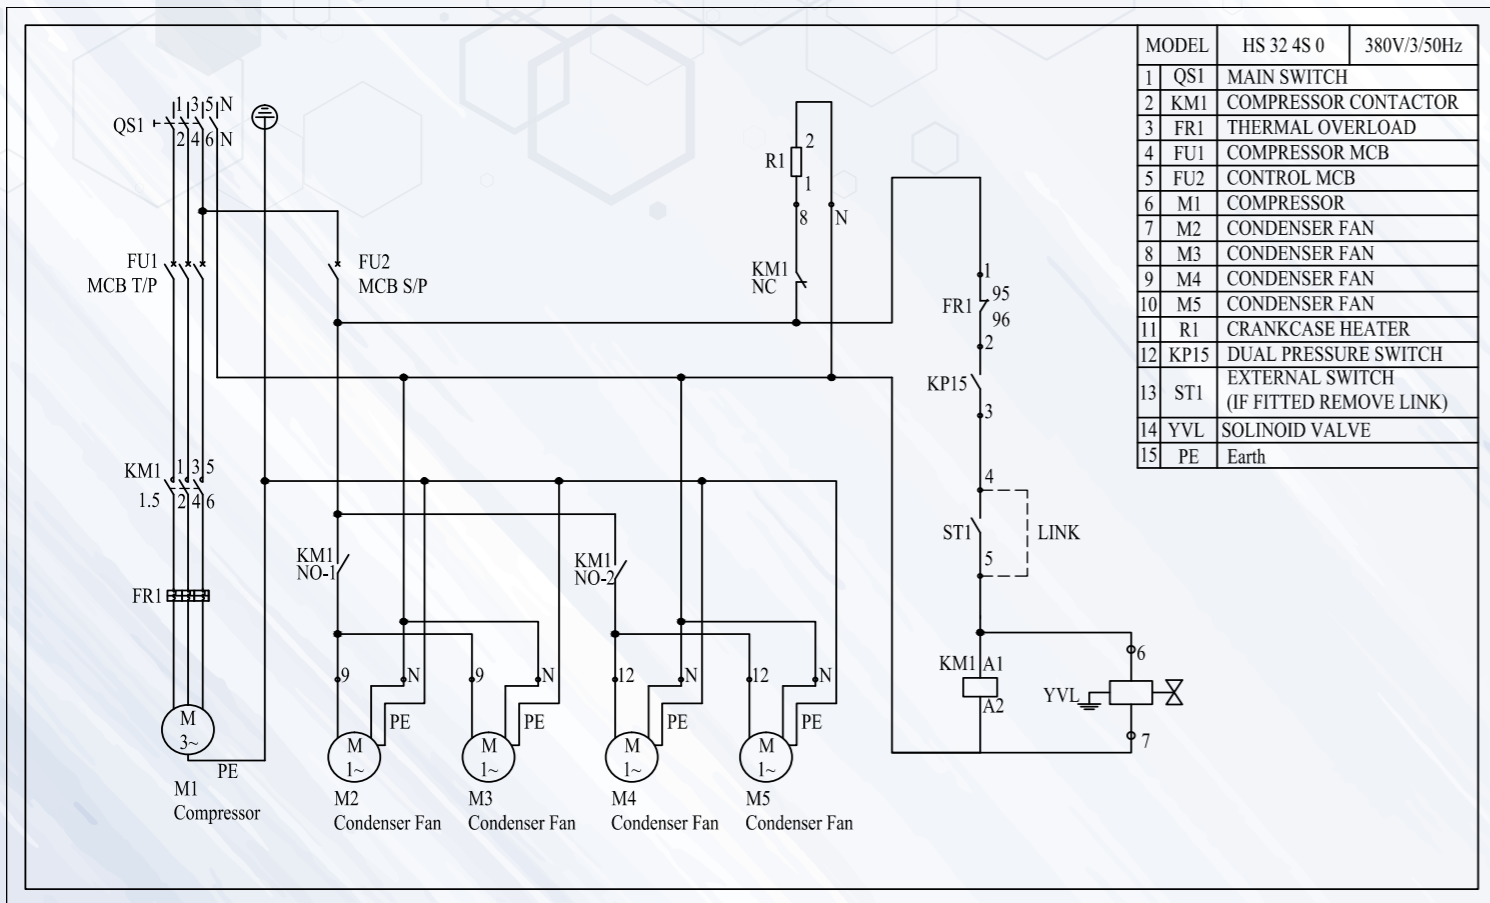 MODEL HS 32 4S 0 380V/3/50Hz
1 QS1 MAIN SWITCH
2 KM1 COMPRESSOR CONTACTOR
3 FR1 THERMAL OVERLOAD
4 FU1 COMPRESSOR MCB
5 FU2 CONTROL MCB
6 M1 COMPRESSOR
7 M2 CONDENSER FAN
8 M3 CONDENSER FAN
9 M4 CONDENSER FAN
10 M5 CONDENSER FAN
11 R1 CRANKCASE HEATER
12 KP15 DUAL PRESSURE SWITCH
13 ST1 EXTERNAL SWITCH
(IF FITTED REMOVE LINK)
14 YVL SOLINOID VALVE
15 PE Earth
1 3 5 N
QS1
2 4 6 N
FU1
MCB T/P
FU2
MCB S/P
R1
2
1
8
N
KM1
NC
1
FR1
95
96
2
KP15
3
4
ST1
LINK
5
KM1
1.5
1 3 5
2 4 6
FR1
KM1
NO-1
KM1
NO-2
9
N
9
N
12
N
12
N
KM1 A1
A2
YVL
6
7
PE
PE
PE
PE
M
3~
PE
M1
Compressor
M
1~
M2
Condenser Fan
M
1~
M3
Condenser Fan
M
1~
M4
Condenser Fan
M
1~
M5
Condenser Fan